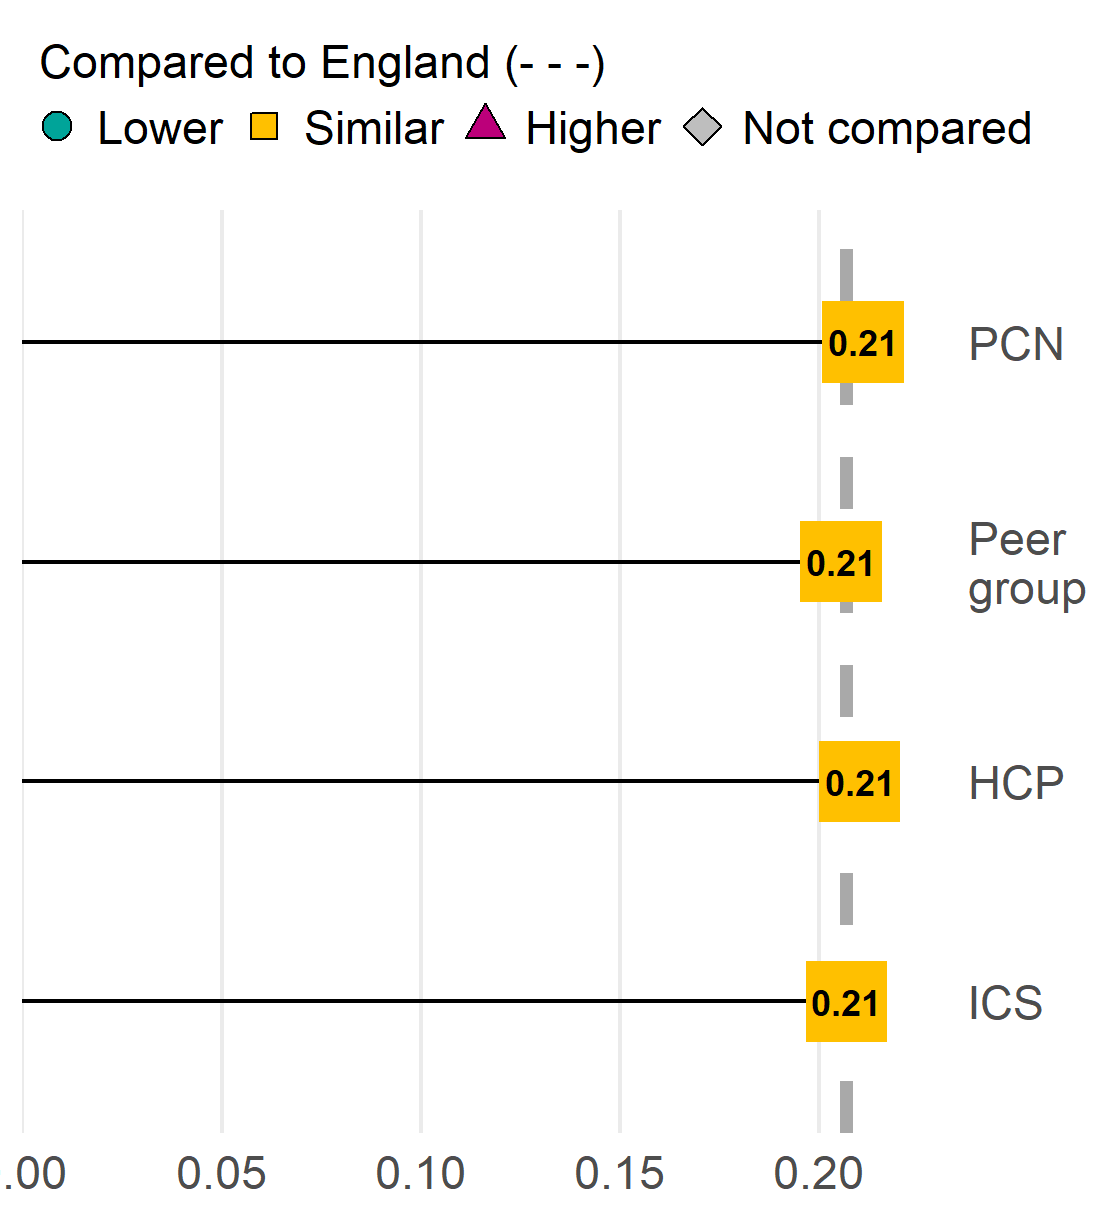 Compared to England (- - -)
Lower Similar Higher Not compared
0.21 PCN
0.21 Peer
group
0.21 HCP
0.21 ICS
.00 0.05 0.10 0.15 0.20